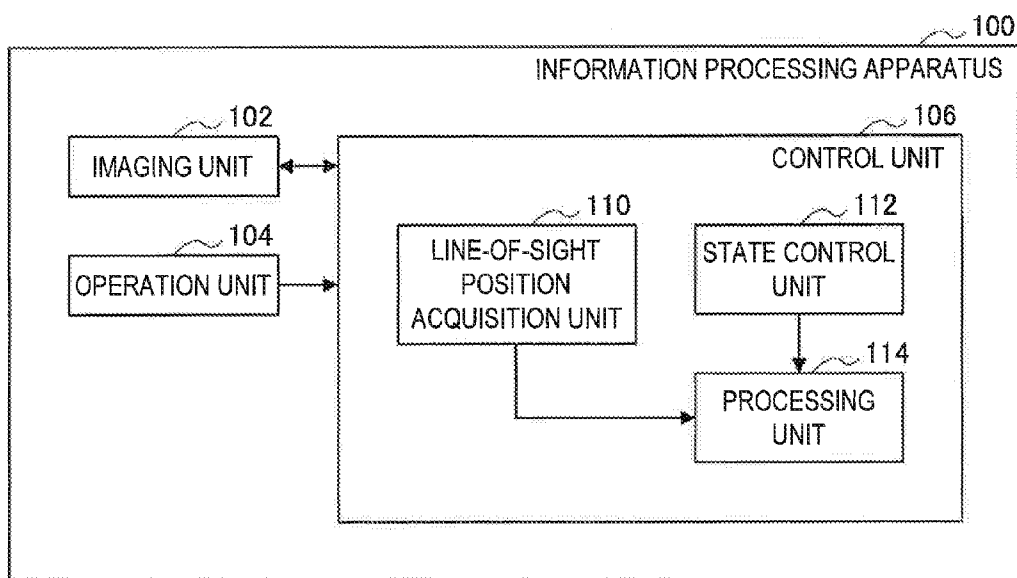 100
INFORMATION PROCESSING APPARATUS
102
IMAGING UNIT
104
OPERATION UNIT
106
CONTROL UNIT
110
LINE-OF-SIGHT
POSITION
ACQUISITION UNIT
112
STATE CONTROL
UNIT
114
PROCESSING
UNIT